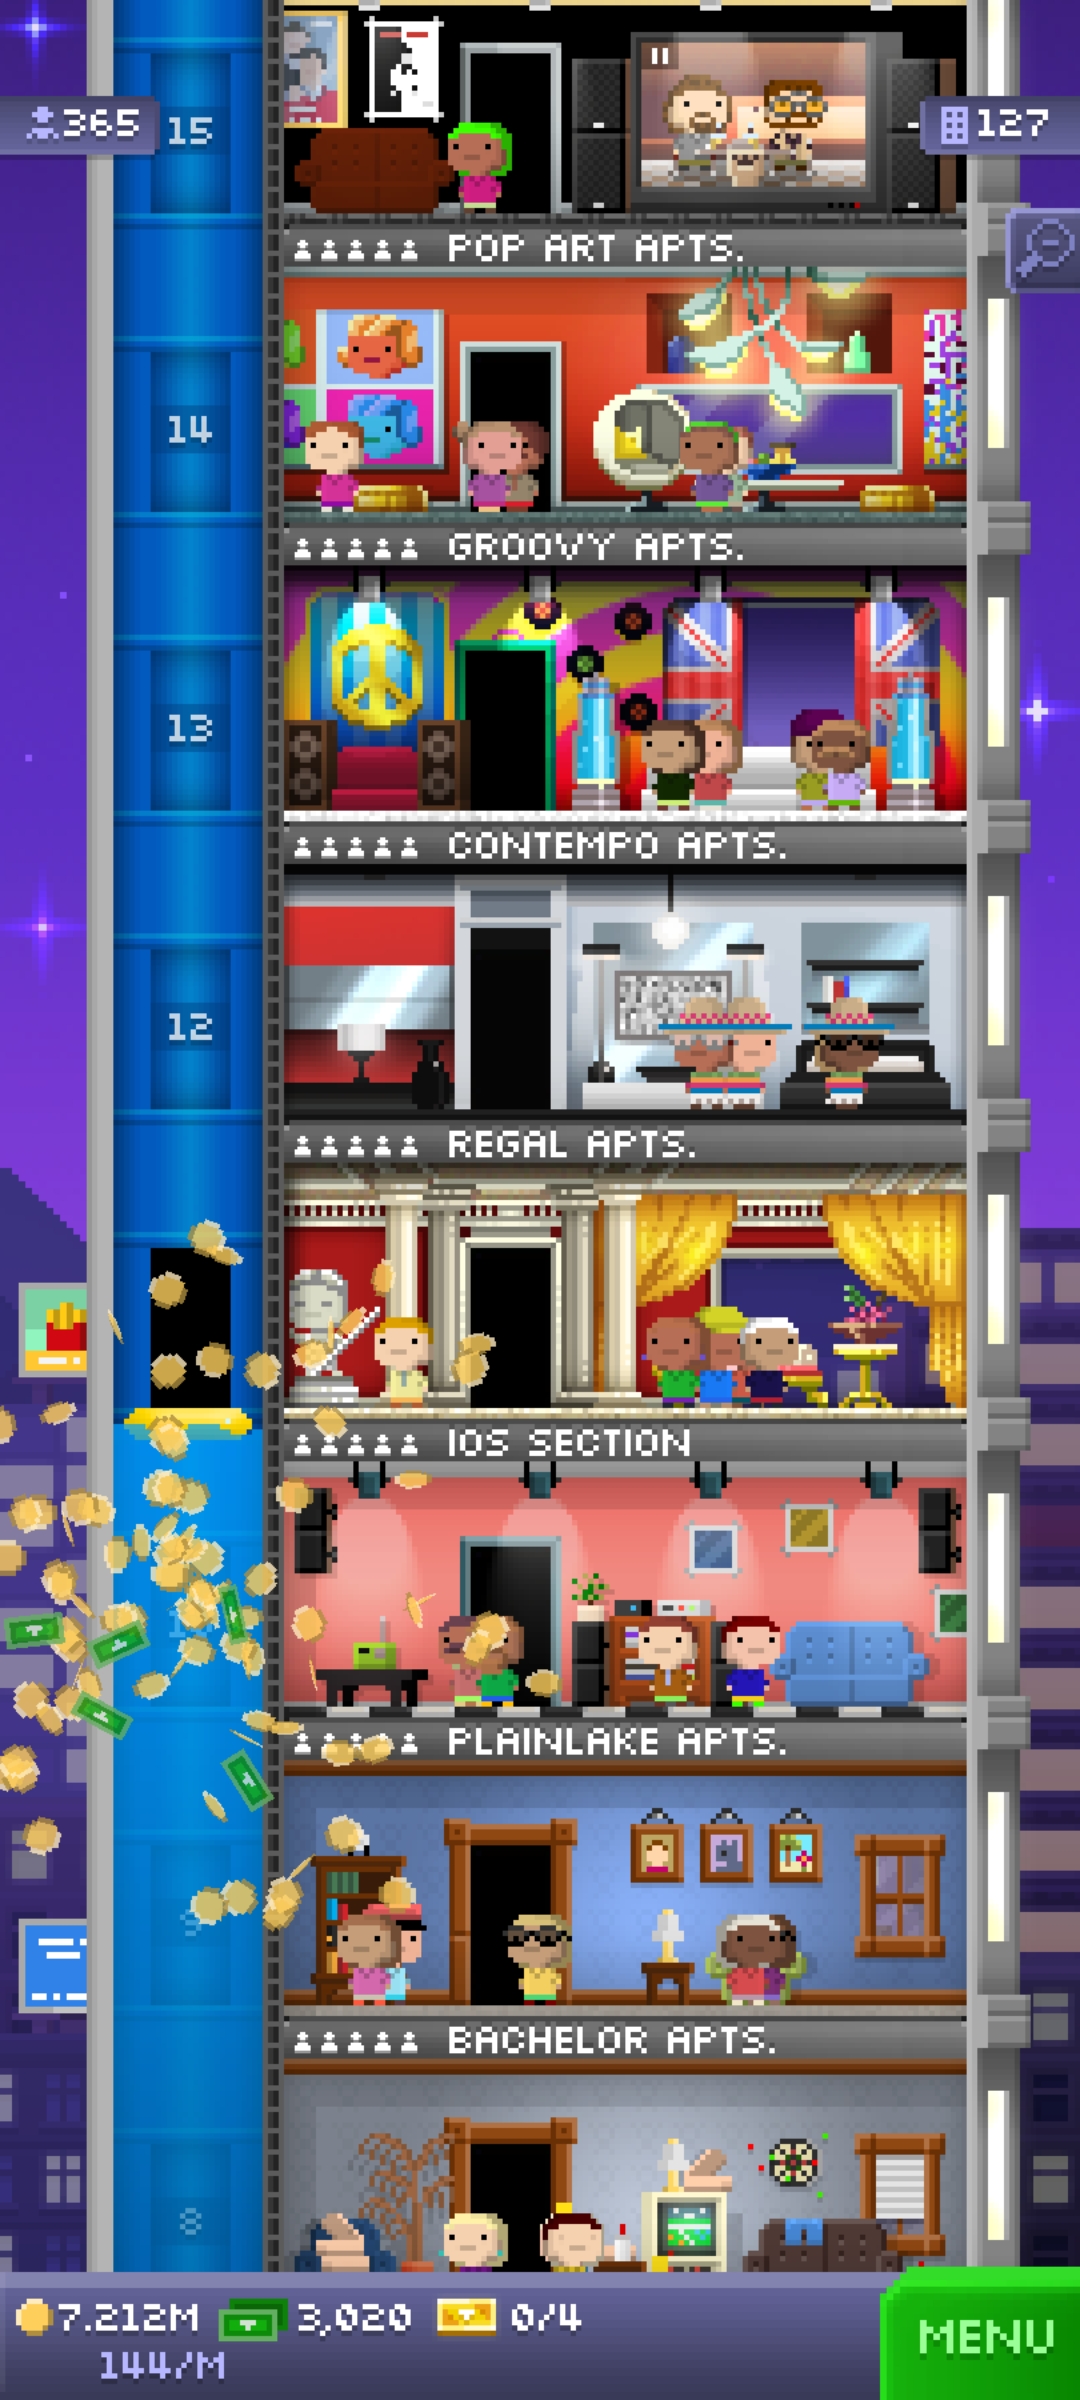 365
15
127
POP ART APTS.
14
GROOVY APTS.
13
CONTEMPO APTS.
12
REGAL APTS.
IOS SECTION
PLAINLAKE APTS.
BACHELOR APTS.
8
7.212M
3,020
0/4
144/M
MENU